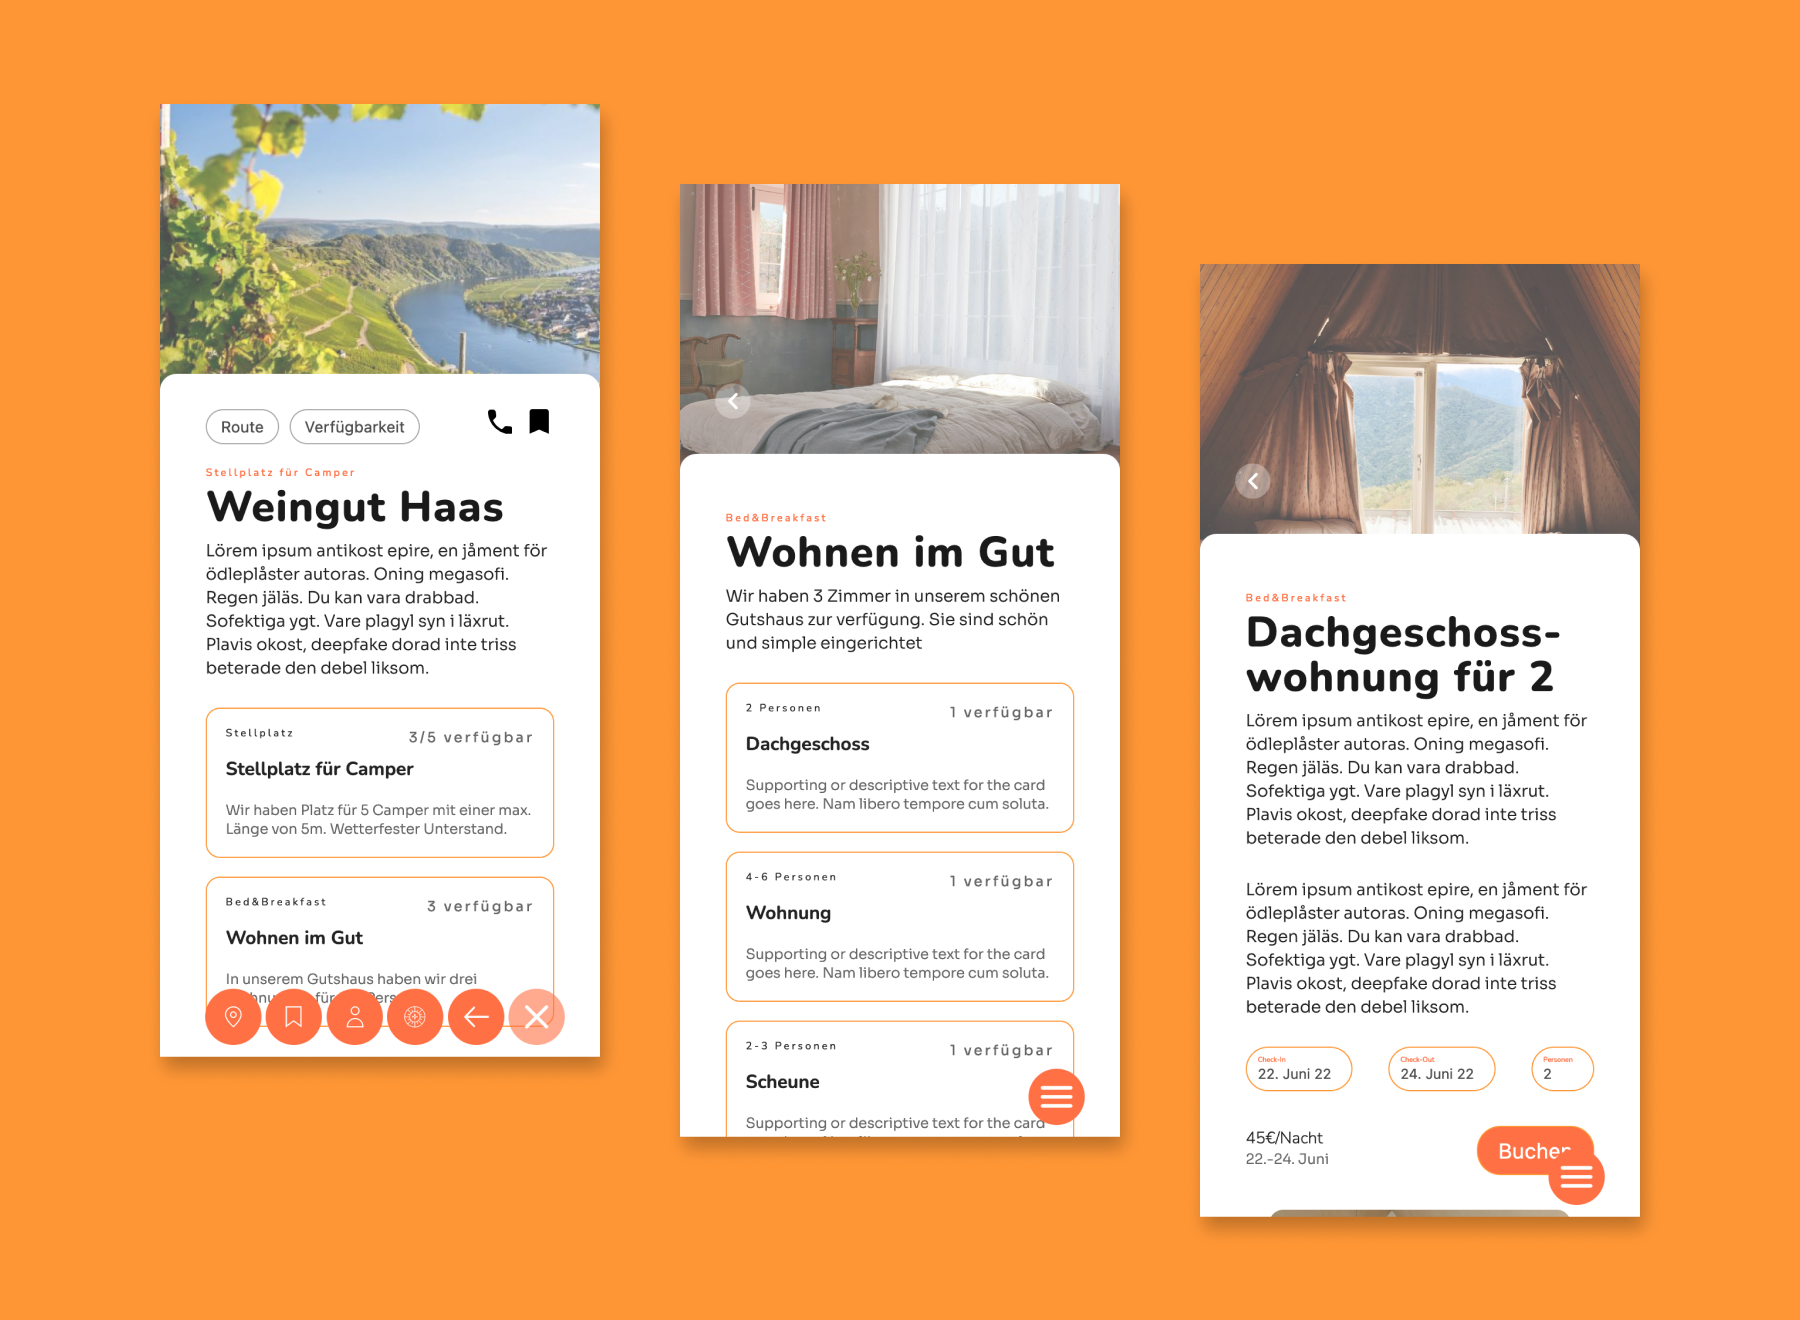 Route
Verfügbarkeit
Stellplatz für Camper
Weingut Haas
Lörem ipsum antikost epire, en jåment för
ödleplåster autoras. Oning megasofi.
Regen jäläs. Du kan vara drabbad.
Sofektiga ygt. Vare plagyl syn i läxrut.
Plavis okost, deepfake dorad inte triss
beterade den debel liksom.
Stellplatz
3/5 verfügbar
Stellplatz für Camper
Wir haben Platz für 5 Camper mit einer max.
Länge von 5m. Wetterfester Unterstand.
Bed&Breakfast
3 verfügbar
Wohnen im Gut
In unserem Gutshaus haben wir drei
Bed&Breakfast
Wohnen im Gut
Wir haben 3 Zimmer in unserem schönen
Gutshaus zur verfügung. Sie sind schön
und simple eingerichtet
2 Personen
1 verfügbar
Dachgeschoss
Supporting or descriptive text for the card
goes here. Nam libero tempore cum soluta.
4-6 Personen
1 verfügbar
Wohnung
Supporting or descriptive text for the card
goes here. Nam libero tempore cum soluta.
2-3 Personen
1 verfügbar
Scheune
Supporting or descriptive text for the card
Bed&Breakfast
Dachgeschoss-
wohnung für 2
Lörem ipsum antikost epire, en jåment för
ödleplåster autoras. Oning megasofi.
Regen jäläs. Du kan vara drabbad.
Sofektiga ygt. Vare plagyl syn i läxrut.
Plavis okost, deepfake dorad inte triss
beterade den debel liksom.
Lörem ipsum antikost epire, en jåment för
ödleplåster autoras. Oning megasofi.
Regen jäläs. Du kan vara drabbad.
Sofektiga ygt. Vare plagyl syn i läxrut.
Plavis okost, deepfake dorad inte triss
beterade den debel liksom.
Check-In
22. Juni 22
Check-Out
24. Juni 22
Personen
2
45€/Nacht
22.-24. Juni
Buchen